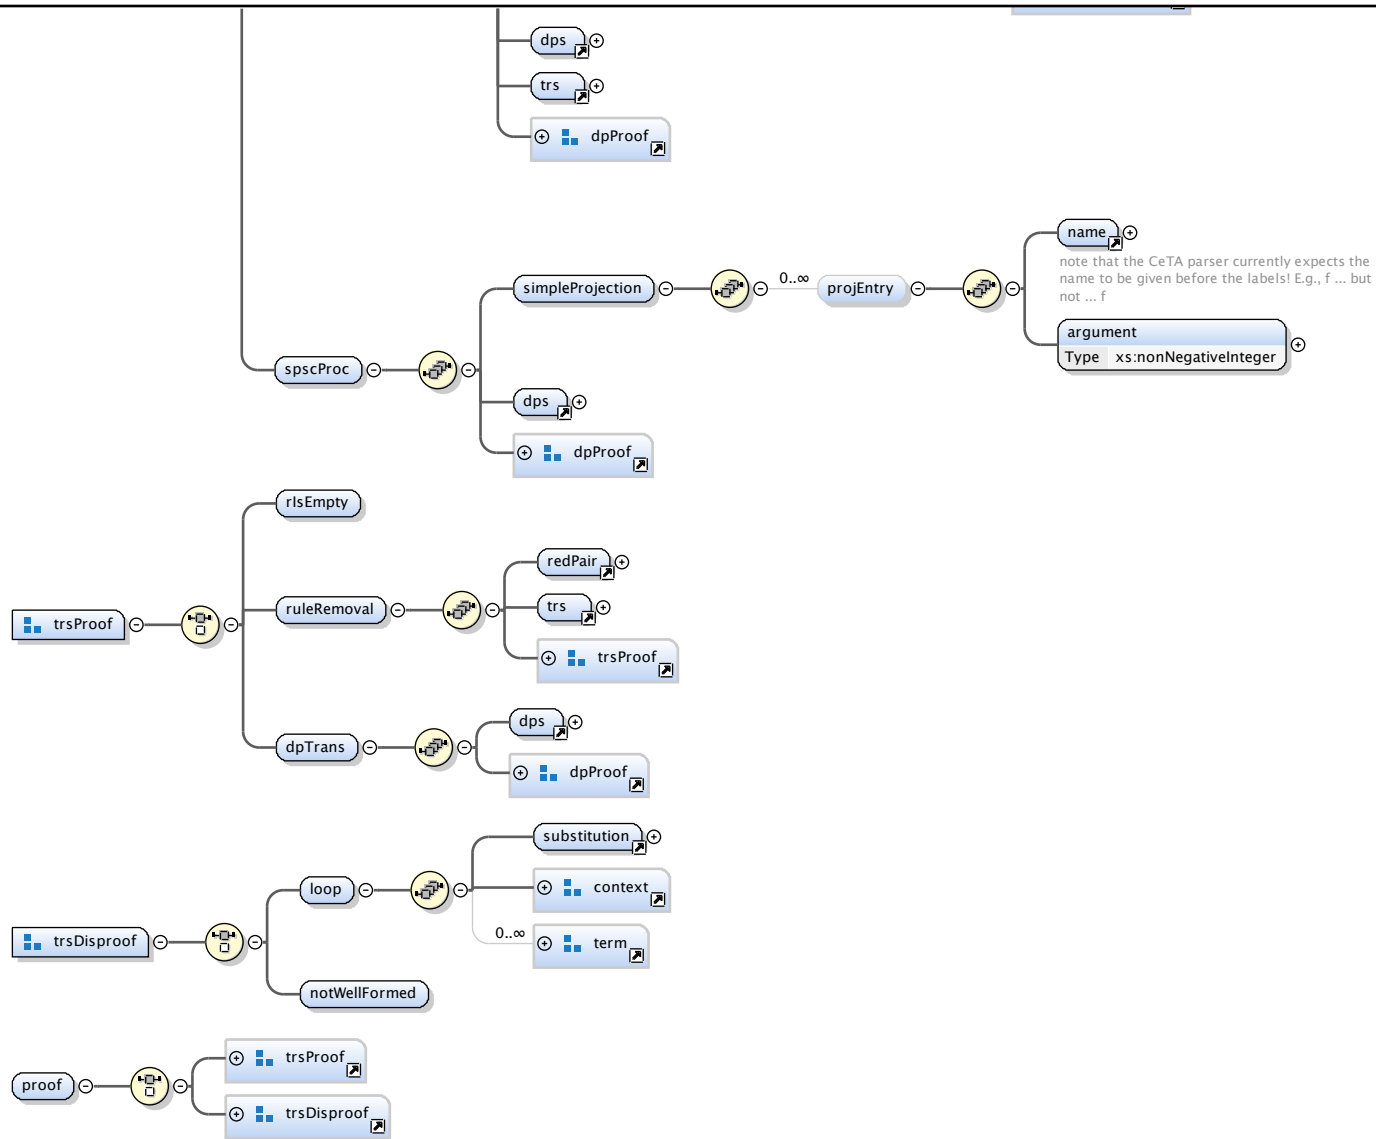 dps
trs
dpProof
name
note that the CeTA parser currently expects the
name to be given before the labels! E.g., f ... but
not ... f
simpleProjection
0..∞
projEntry
argument
Type xs:nonNegativeInteger
spscProc
dps
dpProof
rIsEmpty
redPair
ruleRemoval
trs
trsProof
trsProof
dps
dpTrans
dpProof
substitution
loop
context
0..∞
term
trsDisproof
notWellFormed
trsProof
proof
trsDisproof